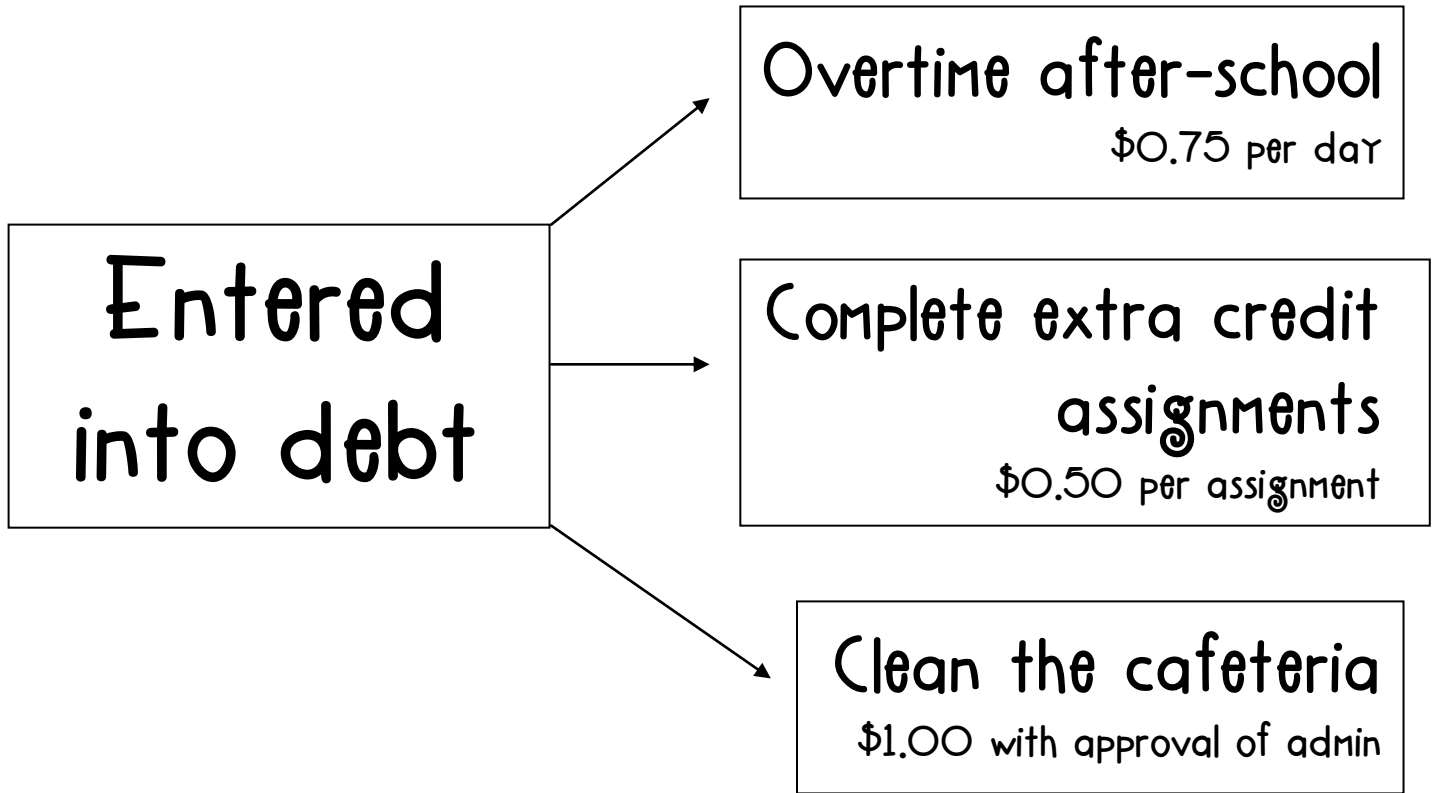 Entered
into debt
Overtime after-school
$0.75 per day
Complete extra credit
assignments
$0.50 per assignment
Clean the cafeteria
$1.00 with approval of admin